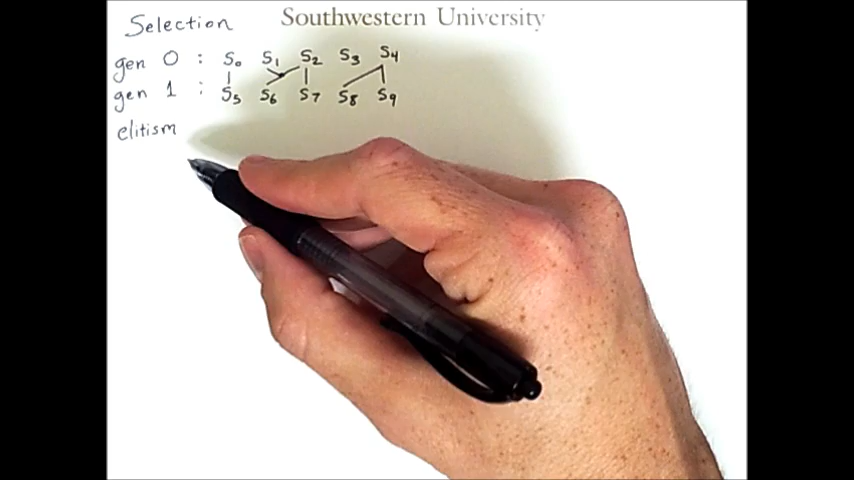 Southwestern University
Selection
gen 0 : S₀ S₁ S₂ S₃ S₄
gen 1 : S₅ S₆ S₇ S₈ S₉
elitism